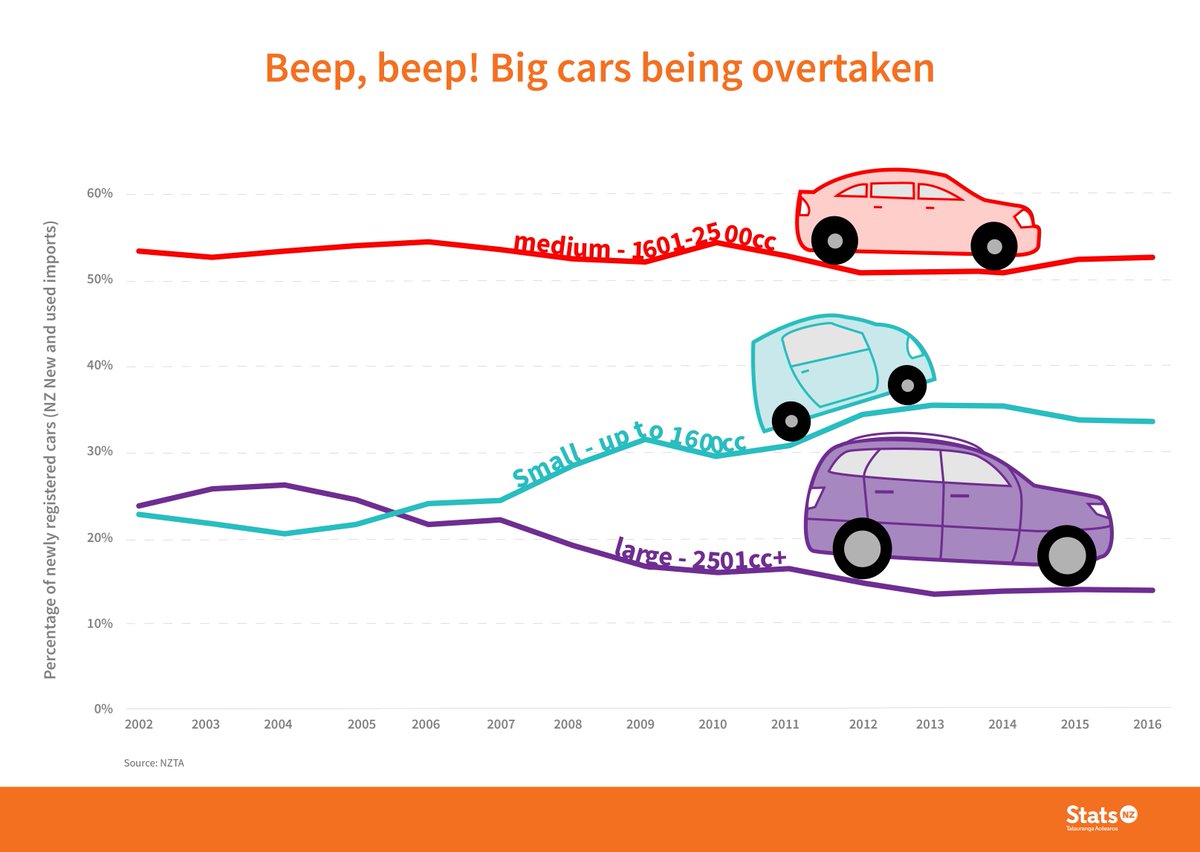 Beep, beep! Big cars being overtaken
Percentage of newly registered cars (NZ New and used imports)
60%
50%
40%
30%
20%
10%
0%
medium - 1601-2500cc
Small - up to 1600cc
large - 2501cc+
2002 2003 2004 2005 2006 2007 2008 2009 2010 2011 2012 2013 2014 2015 2016
Source: NZTA
Stats NZ
Tatauranga Aotearoa